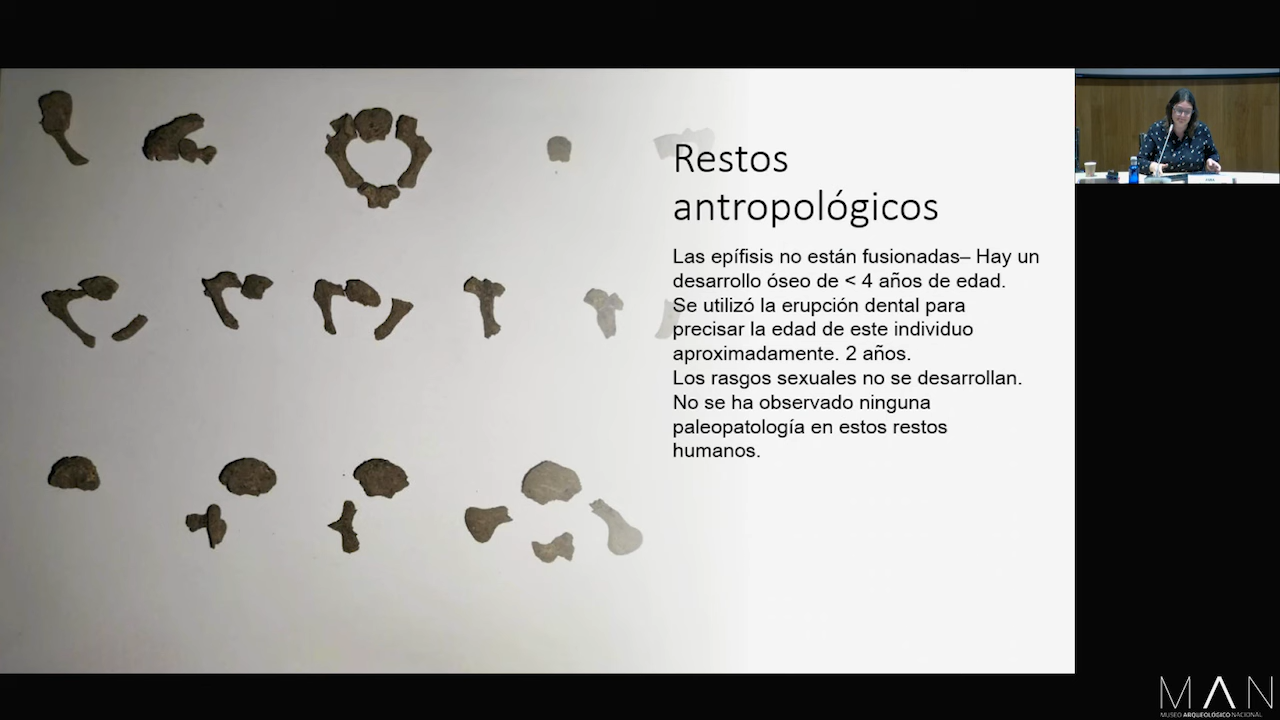 Restos
antropológicos
Las epífisis no están fusionadas– Hay un
desarrollo óseo de < 4 años de edad.
Se utilizó la erupción dental para
precisar la edad de este individuo
aproximadamente. 2 años.
Los rasgos sexuales no se desarrollan.
No se ha observado ninguna
paleopatología en estos restos
humanos.
MAN
MUSEO ARQUEOLÓGICO NACIONAL